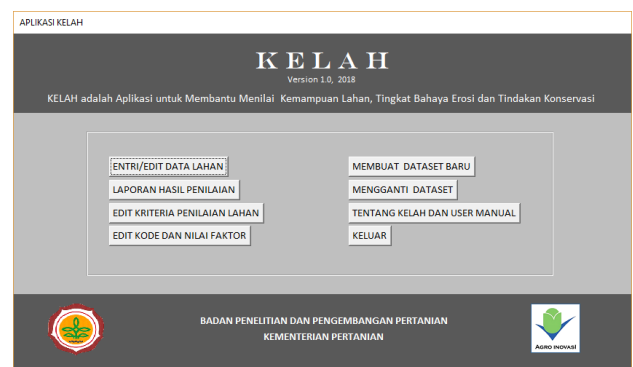 APLIKASI KELAH
KELAH
Version 1.0, 2018
KELAH adalah Aplikasi untuk Membantu Menilai Kemampuan Lahan, Tingkat Bahaya Erosi dan Tindakan Konservasi
ENTRI/EDIT DATA LAHAN
LAPORAN HASIL PENILAIAN
EDIT KRITERIA PENILAIAN LAHAN
EDIT KODE DAN NILAI FAKTOR
MEMBUAT DATASET BARU
MENGGANTI DATASET
TENTANG KELAH DAN USER MANUAL
KELUAR
BADAN PENELITIAN DAN PENGEMBANGAN PERTANIAN
KEMENTERIAN PERTANIAN
AGRO INOVASI